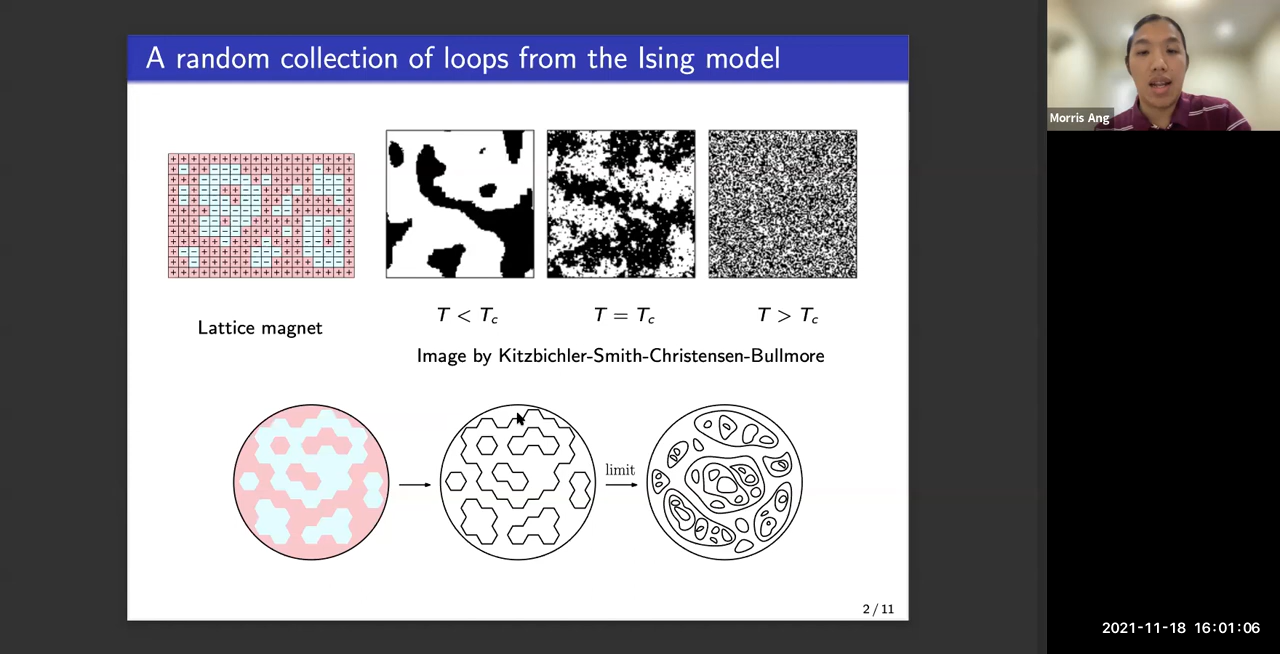 A random collection of loops from the Ising model
Lattice magnet
T < Tc
T = Tc
T > Tc
Image by Kitzbichler-Smith-Christensen-Bullmore
limit
2 / 11
Morris Ang
2021-11-18 16:01:06